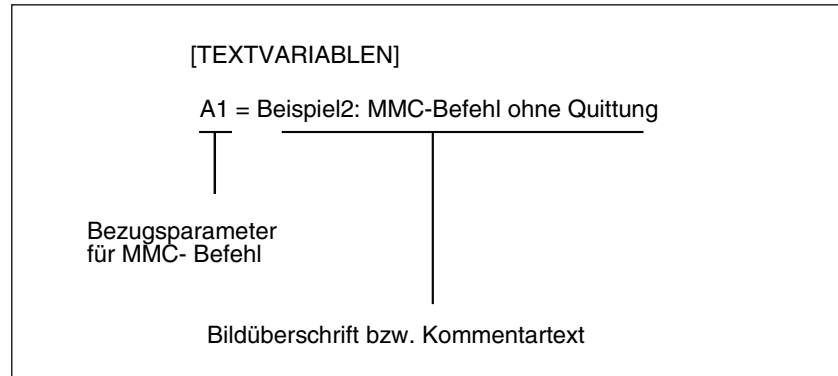 [TEXTVARIABLEN]
A1 = Beispiel2: MMC-Befehl ohne Quittung
Bezugsparameter
für MMC- Befehl
Bildüberschrift bzw. Kommentartext